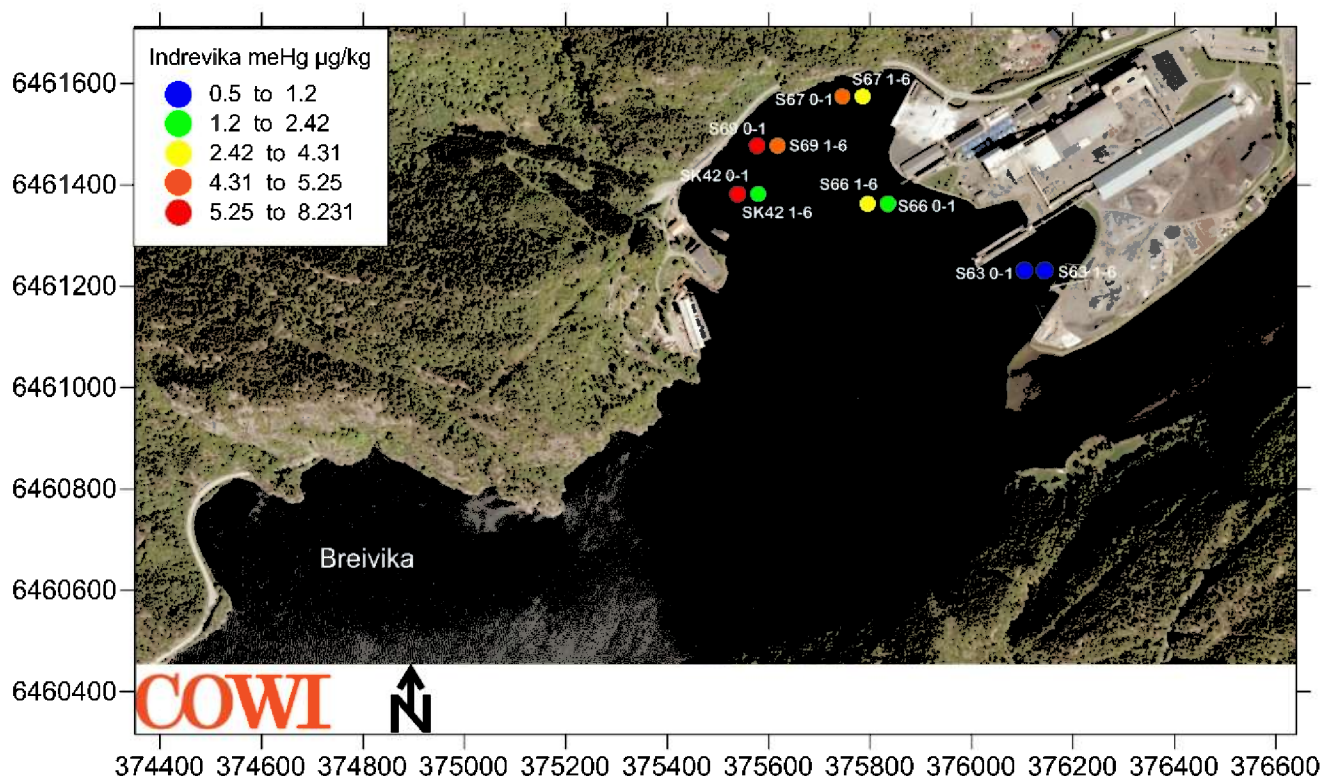 Indrevika meHg µg/kg
0.5 to 1.2
1.2 to 2.42
2.42 to 4.31
4.31 to 5.25
5.25 to 8.231
S67 1-6
S67 0-1
S69 0-1
S69 1-6
SK42 0-1
SK42 1-6
S66 1-6
S66 0-1
S63 0-1
S63 1-6
Breivika
6461600
6461400
6461200
6461000
6460800
6460600
6460400
COWI
N
374400 374600 374800 375000 375200 375400 375600 375800 376000 376200 376400 376600